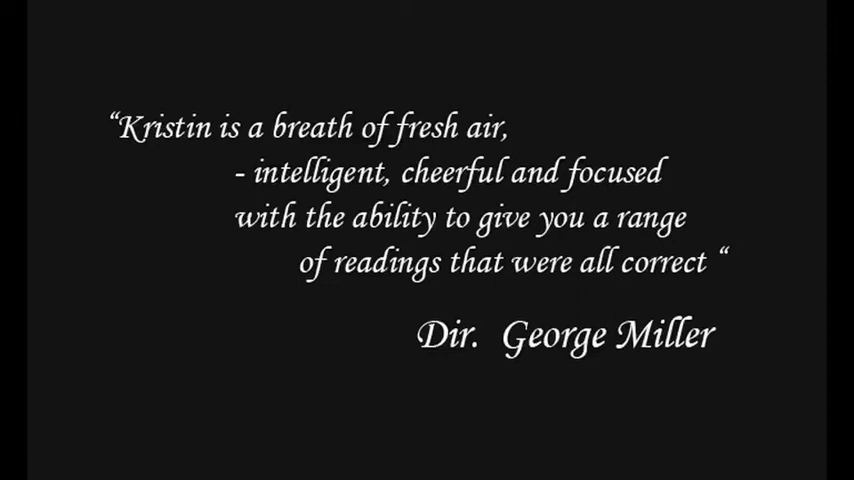 “Kristin is a breath of fresh air,
- intelligent, cheerful and focused
with the ability to give you a range
of readings that were all correct “
Dir. George Miller